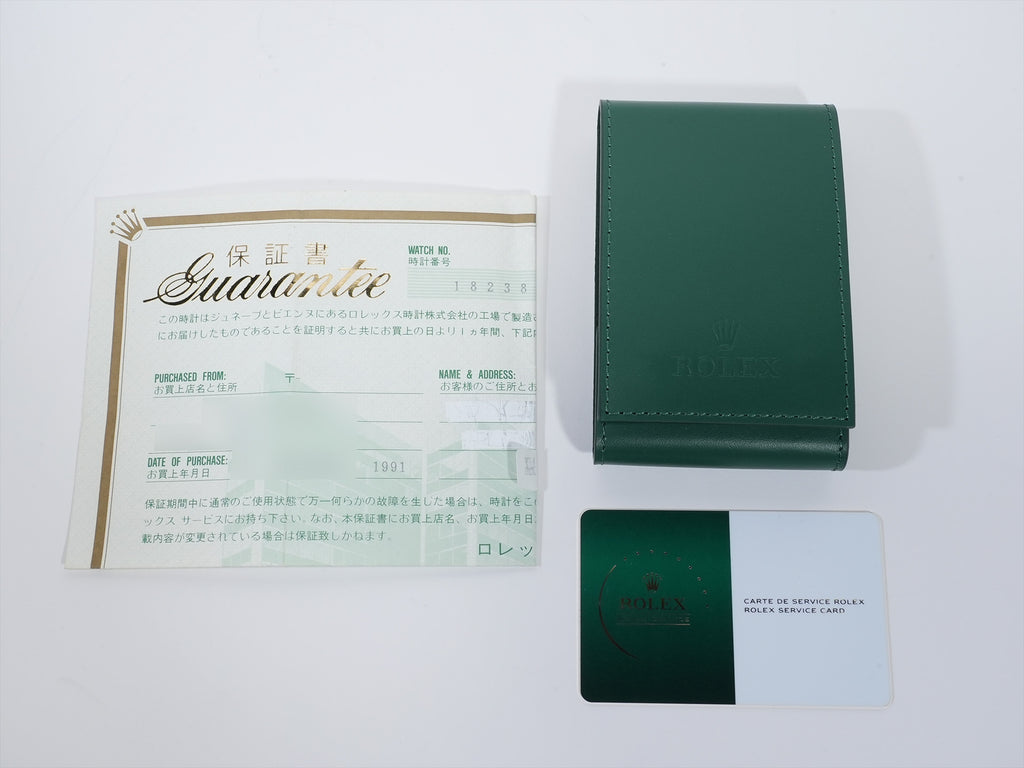 保証書
Guarantee
WATCH NO.
時計番号
18238
この時計はジュネーブとビエンヌにあるロレックス時計株式会社の工場で製造
にお届けしたものであることを証明すると共にお買上の日より1ヵ年間、下記
PURCHASED FROM:
お買上店名と住所
〒-
NAME & ADDRESS:
お客様のご住所とお
DATE OF PURCHASE:
お買上年月日
1991
保証期間中に通常のご使用状態で万一何らかの故障を生した場合は、時計をこ
ックス サービスにお持ち下さい。なお、本保証書にお買上店名、お買上年月日
載内容が変更されている場合は保証致しかねます。
ロレッ
ROLEX
ROLEX
CARTE DE SERVICE ROLEX
ROLEX SERVICE CARD